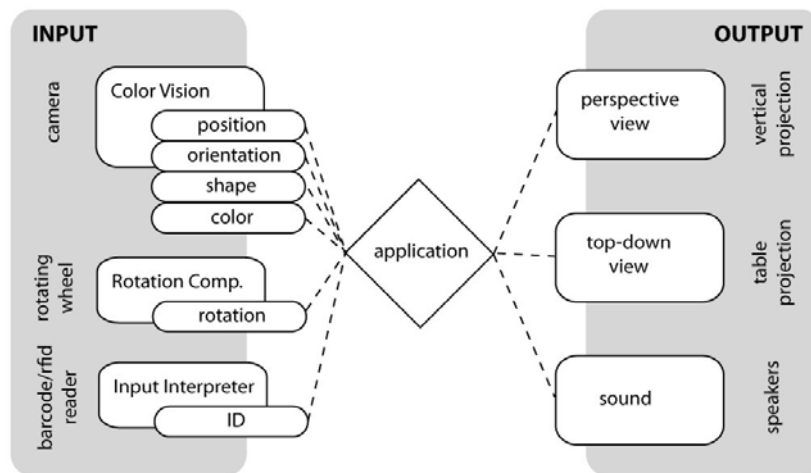 INPUT
camera
Color Vision
position
orientation
shape
color
rotating
wheel
Rotation Comp.
rotation
barcode/rfid
reader
Input Interpreter
ID
application
OUTPUT
perspective
view
vertical
projection
top-down
view
table
projection
sound
speakers